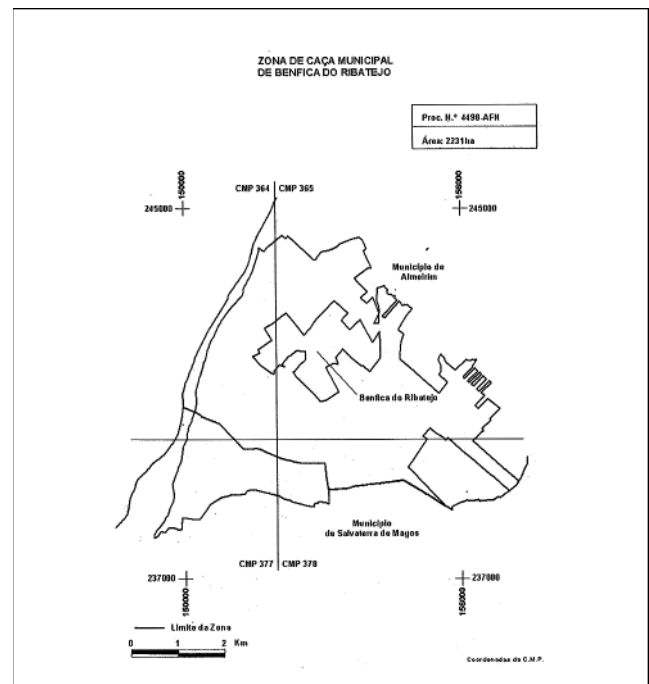 ZONA DE CAÇA MUNICIPAL
DE BENFICA DO RIBATEJO
Proc. N.º 4498-AFN
Área: 2231ha
150000
CMP 364
CMP 365
156000
245000
245000
Município de
Almeirim
Benfica do Ribatejo
Município
de Salvaterra de Magos
CMP 377
CMP 378
237000
237000
150000
156000
Limite da Zona
0 1 2 Km
Coordenadas da C.M.P.